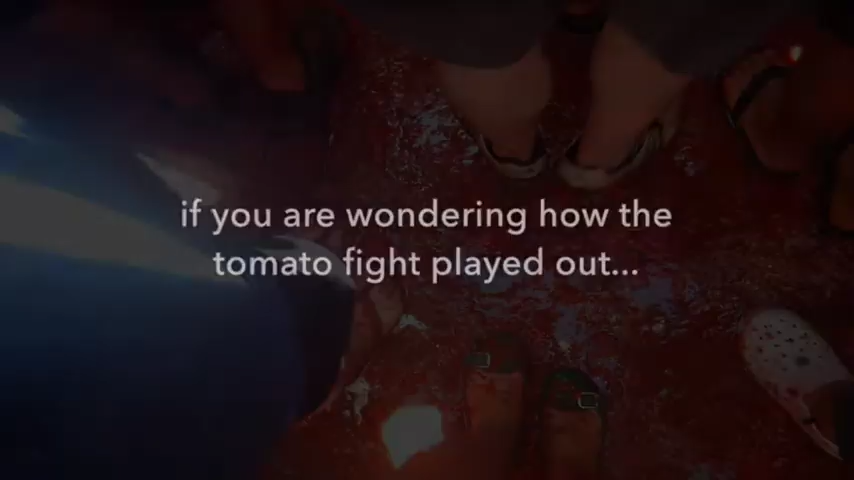 if you are wondering how the
tomato fight played out...